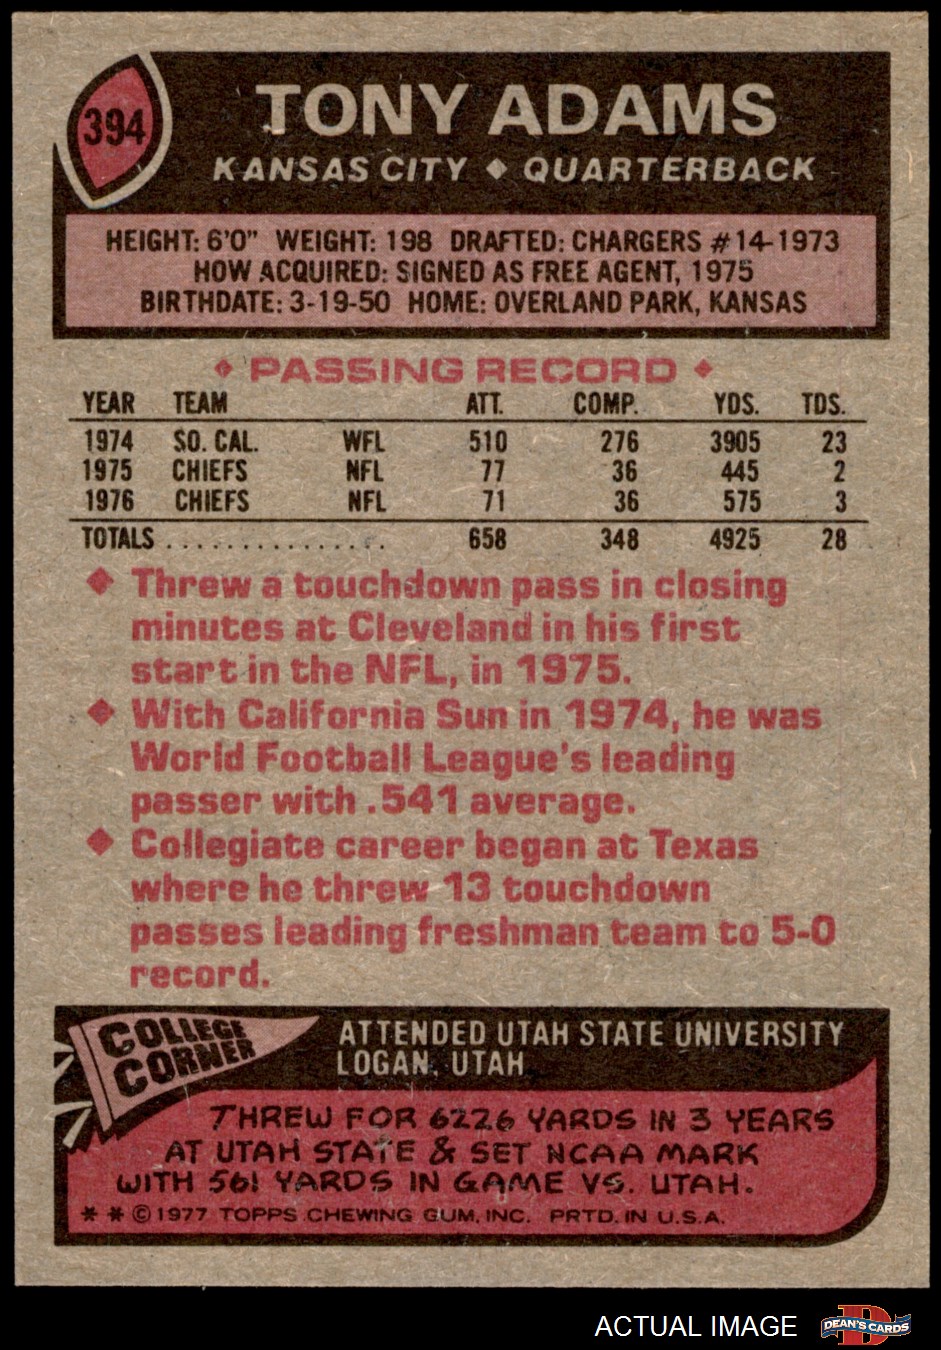 394
TONY ADAMS
KANSAS CITY ♦ QUARTERBACK
HEIGHT: 6'0" WEIGHT: 198 DRAFTED: CHARGERS #14-1973
HOW ACQUIRED: SIGNED AS FREE AGENT, 1975
BIRTHDATE: 3-19-50 HOME: OVERLAND PARK, KANSAS
♦ PASSING RECORD ♦
YEAR TEAM ATT. COMP. YDS. TDS.
1974 SO. CAL. WFL 510 276 3905 23
1975 CHIEFS NFL 77 36 445 2
1976 CHIEFS NFL 71 36 575 3
TOTALS ............... 658 348 4925 28
♦ Threw a touchdown pass in closing
minutes at Cleveland in his first
start in the NFL, in 1975.
♦ With California Sun in 1974, he was
World Football League's leading
passer with .541 average.
♦ Collegiate career began at Texas
where he threw 13 touchdown
passes leading freshman team to 5-0
record.
COLLEGE
CORNER
ATTENDED UTAH STATE UNIVERSITY
LOGAN, UTAH
THREW FOR 6226 YARDS IN 3 YEARS
AT UTAH STATE & SET NCAA MARK
WITH 561 YARDS IN GAME VS. UTAH.
* * © 1977 TOPPS CHEWING GUM, INC. PRTD. IN U.S.A.
ACTUAL IMAGE
D
DEAN'S CARDS